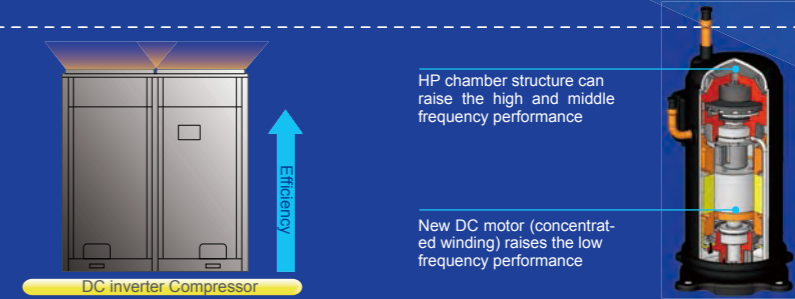 HP chamber structure can
raise the high and middle
frequency performance
Efficiency
New DC motor (concentrat-
ed winding) raises the low
frequency performance
DC inverter Compressor